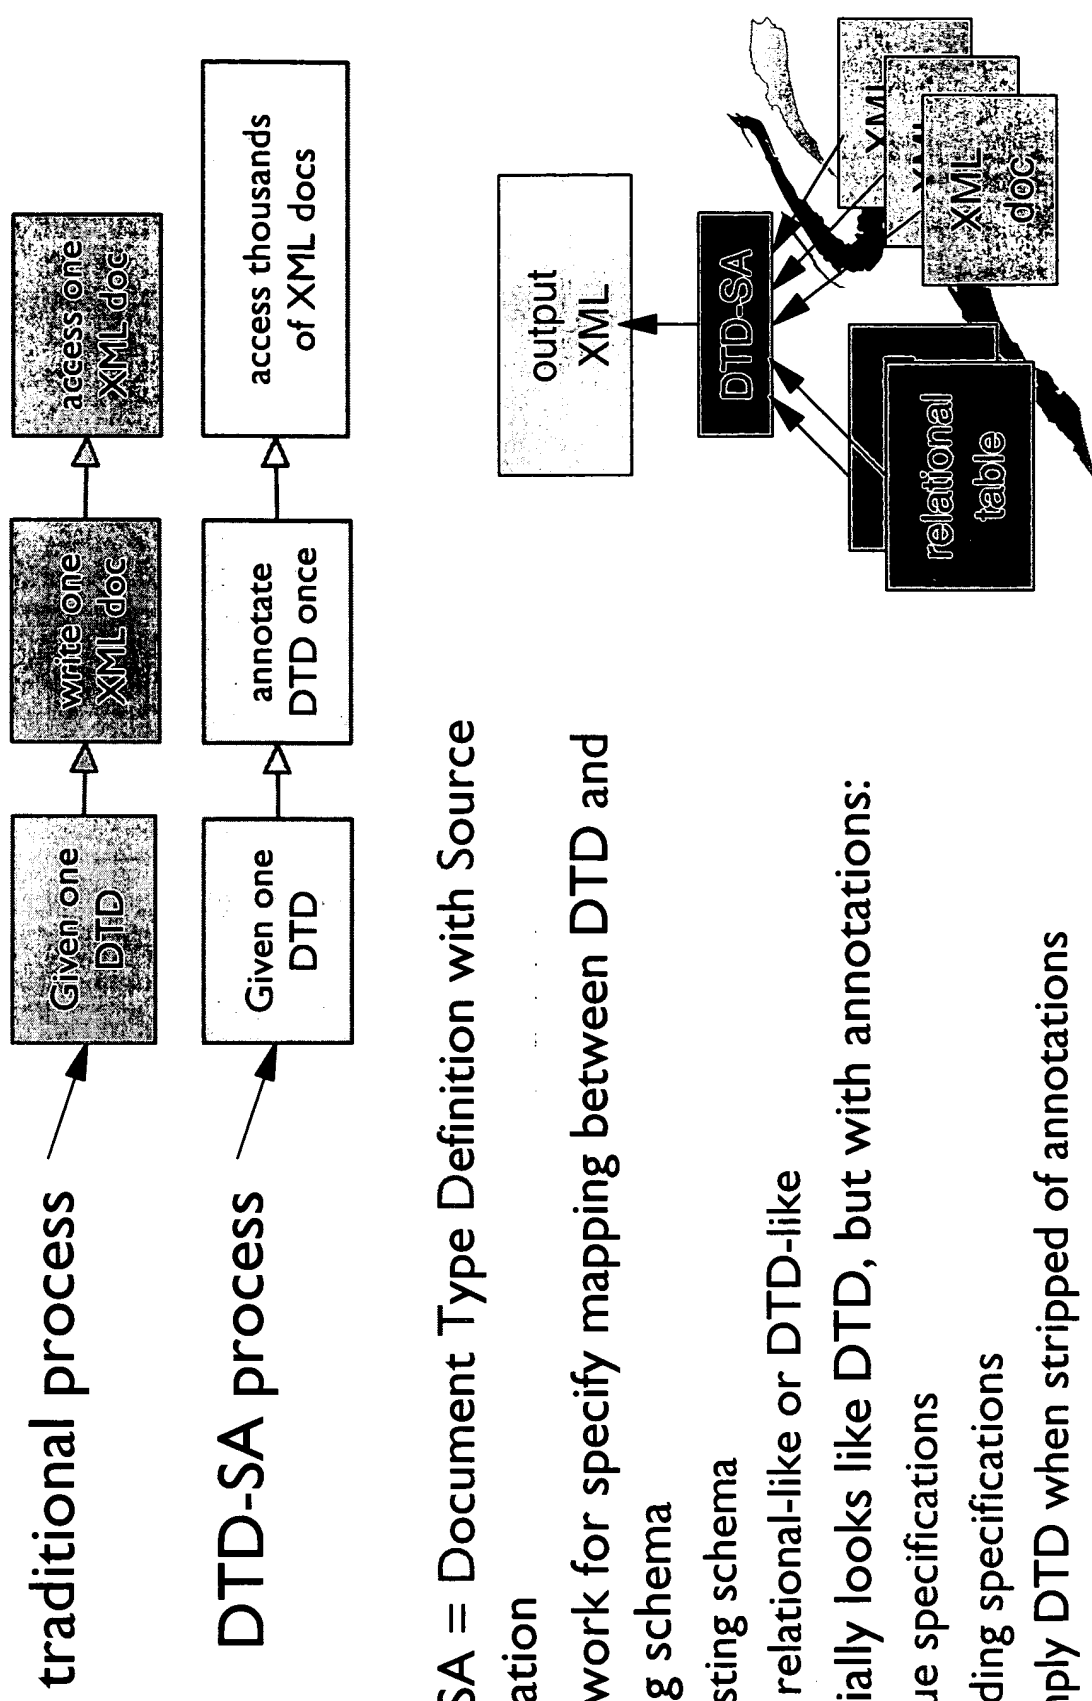 traditional process
Given one
DTD
write one
XML doc
access one
XML doc
DTD-SA process
Given one
DTD
annotate
DTD once
access thousands
of XML docs
SA = Document Type Definition with Source
ation
work for specify mapping between DTD and
g schema
sting schema
relational-like or DTD-like
ially looks like DTD, but with annotations:
ue specifications
ding specifications
mply DTD when stripped of annotations
output
XML
DTD-SA
relational
table
XML
XML
XML
doc